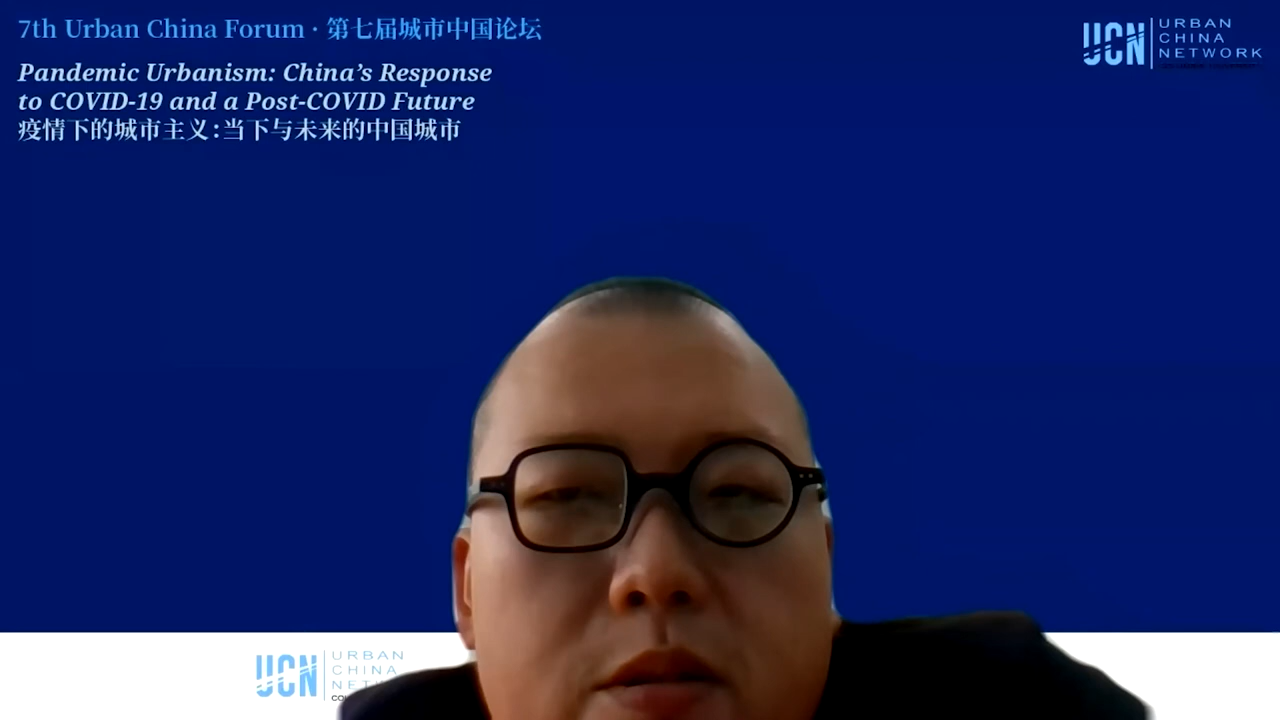 7th Urban China Forum · 第七届城市中国论坛
Pandemic Urbanism: China's Response
to COVID-19 and a Post-COVID Future
疫情下的城市主义:当下与未来的中国城市
UCN
URBAN
CHINA
NETWORK
UCN
URBAN
CHINA